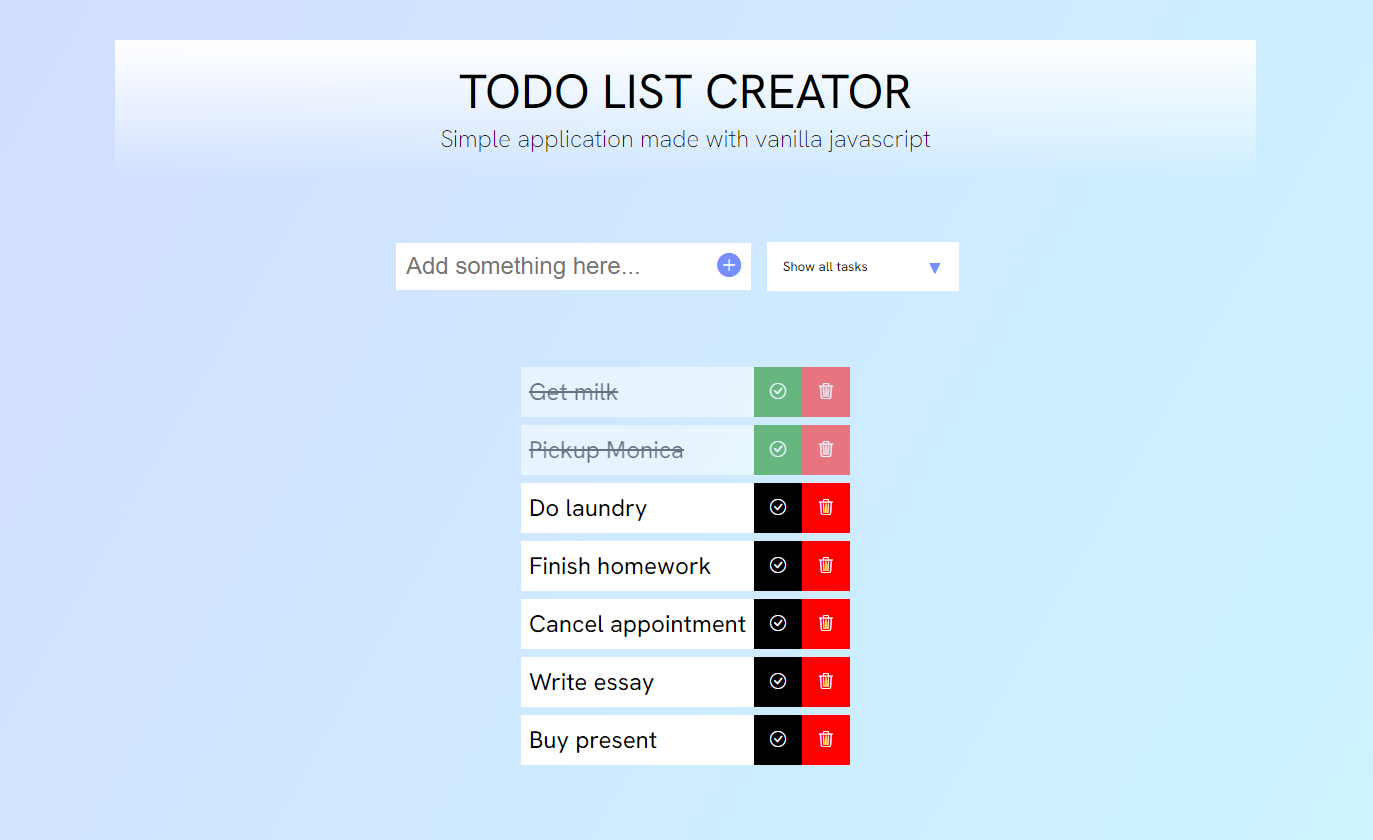 TODO LIST CREATOR
Simple application made with vanilla javascript
Add something here...
Show all tasks
Get milk
Pickup Monica
Do laundry
Finish homework
Cancel appointment
Write essay
Buy present